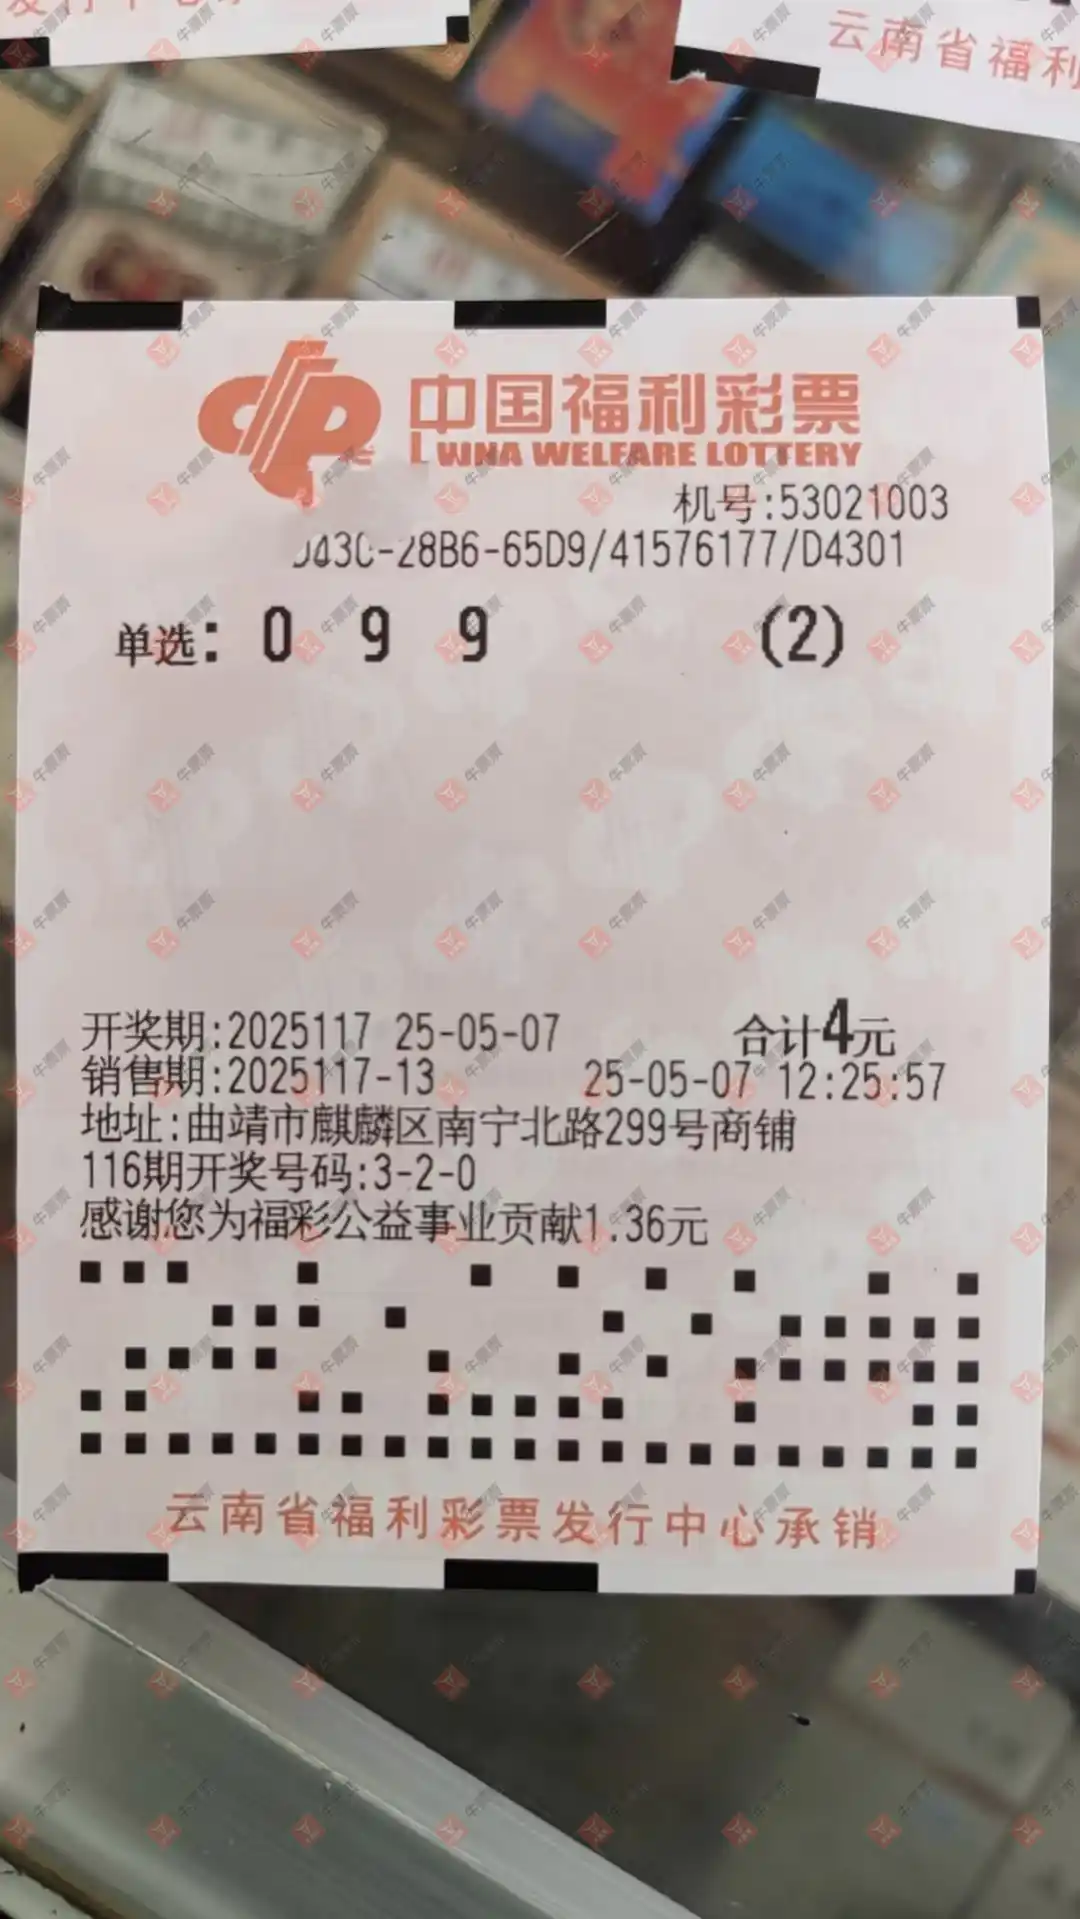 云南省福利
中国福利彩票
WELFARE LOTTERY
机号:53021003
-28B6-65D9/41576177/D4301
单选: 0 9 9 (2)
开奖期:2025117 25-05-07 合计4元
销售期:2025117-13 25-05-07 12:25:57
地址:曲靖市麒麟区南宁北路299号商铺
116期开奖号码:3-2-0
感谢您为福彩公益事业贡献1.36元
云南省福利彩票发行中心承销
牛票票